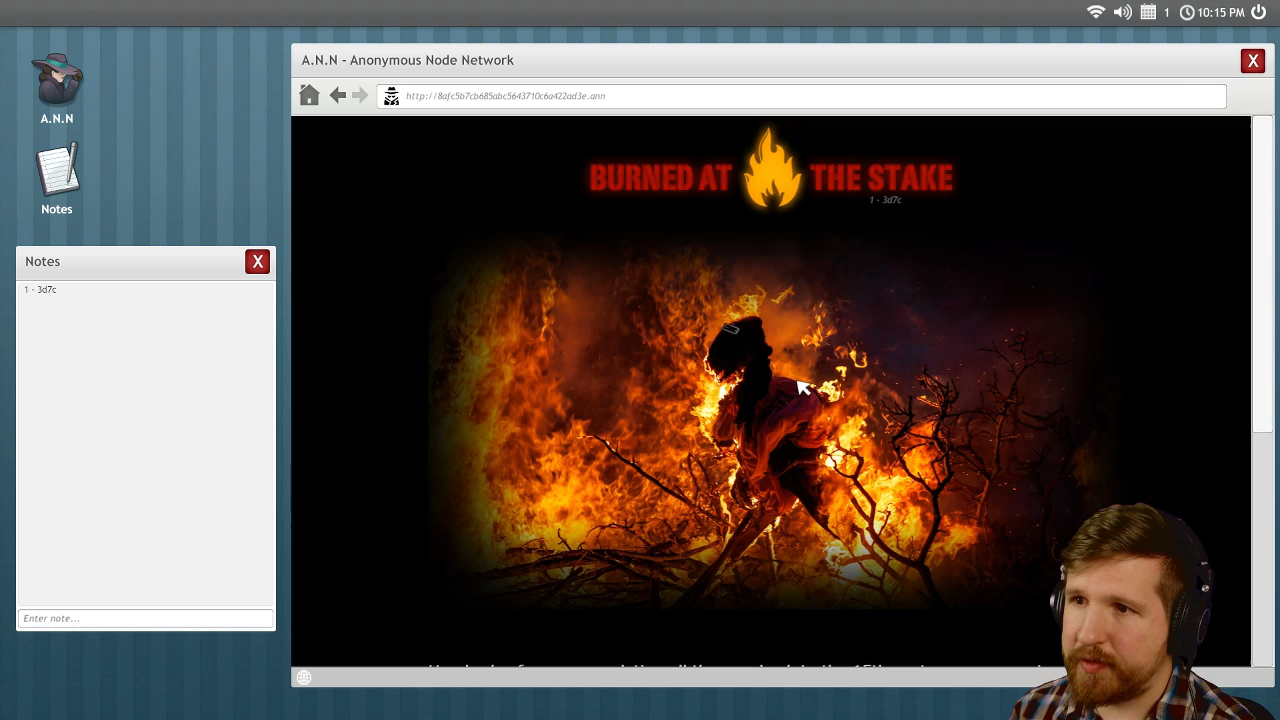 1 10:15 PM
A.N.N - Anonymous Node Network
X
http://8afc5b7cb685abc5643710c6a422ad3e.ann
A.N.N
Notes
BURNED AT THE STAKE
1 - 3d7c
Notes
X
1 - 3d7c
Enter note...